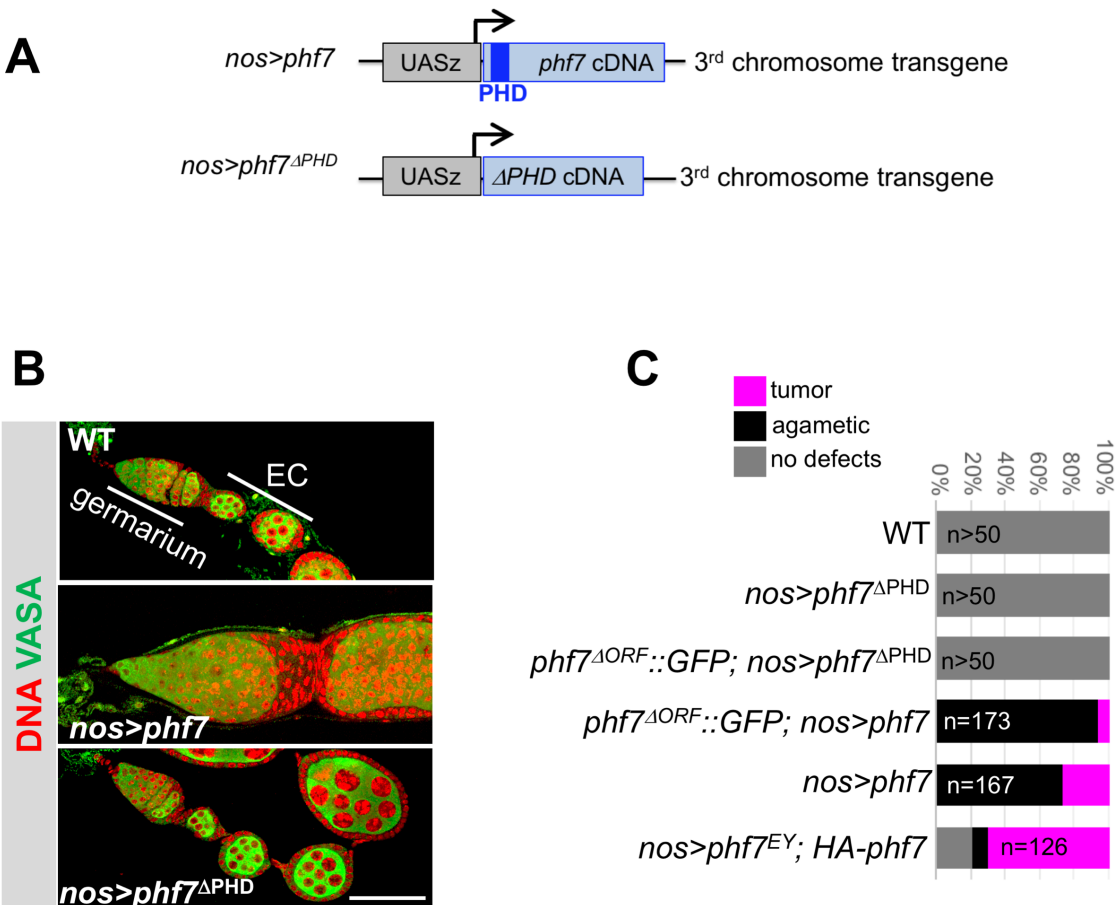 A
nos>phf7
UASz
phf7 cDNA
PHD
3rd chromosome transgene
nos>phf7ΔPHD
UASz
ΔPHD cDNA
3rd chromosome transgene
B
DNA VASA
WT
germarium
EC
nos>phf7
nos>phf7ΔPHD
C
tumor
agametic
no defects
0%
20%
40%
60%
80%
100%
WT
n>50
nos>phf7ΔPHD
n>50
phf7ΔORF::GFP; nos>phf7ΔPHD
n>50
phf7ΔORF::GFP; nos>phf7
n=173
nos>phf7
n=167
nos>phf7EY; HA-phf7
n=126